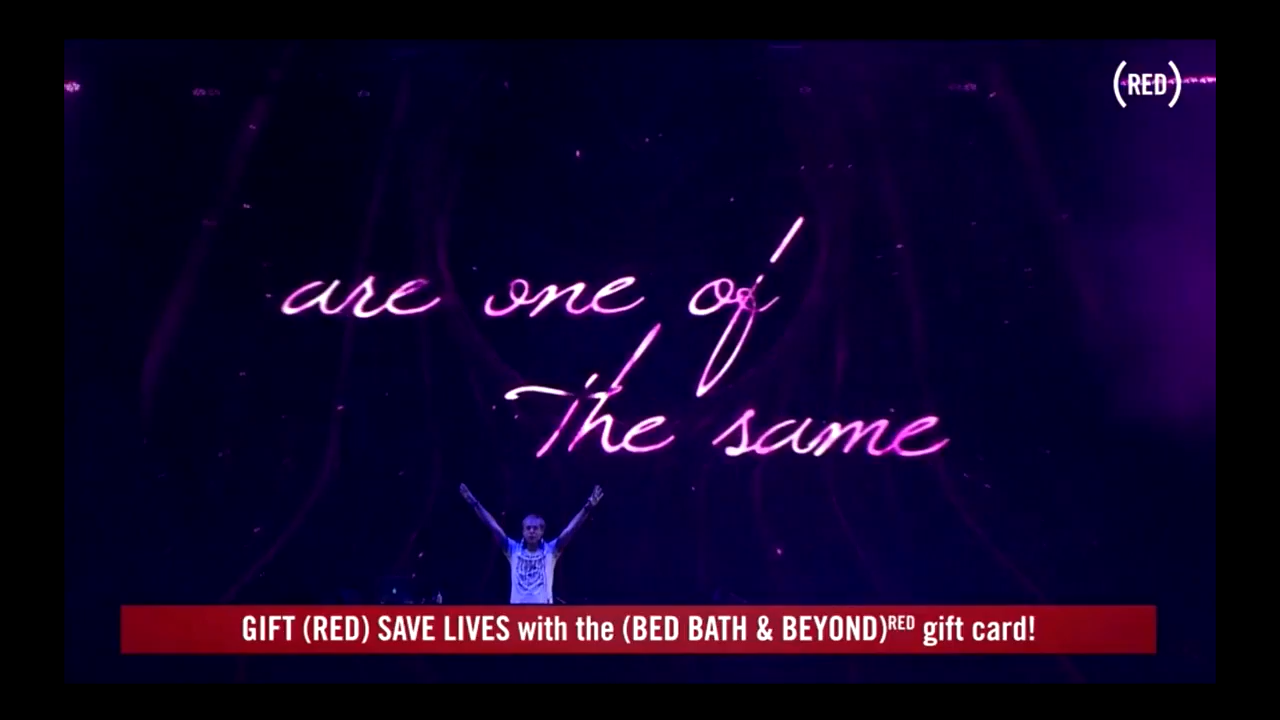 (RED)
are one of
The same
GIFT (RED) SAVE LIVES with the (BED BATH & BEYOND)RED gift card!